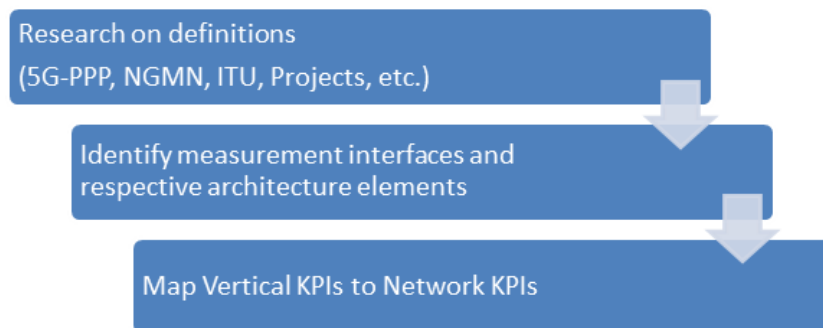 Research on definitions
(5G-PPP, NGMN, ITU, Projects, etc.)
Identify measurement interfaces and
respective architecture elements
Map Vertical KPIs to Network KPIs